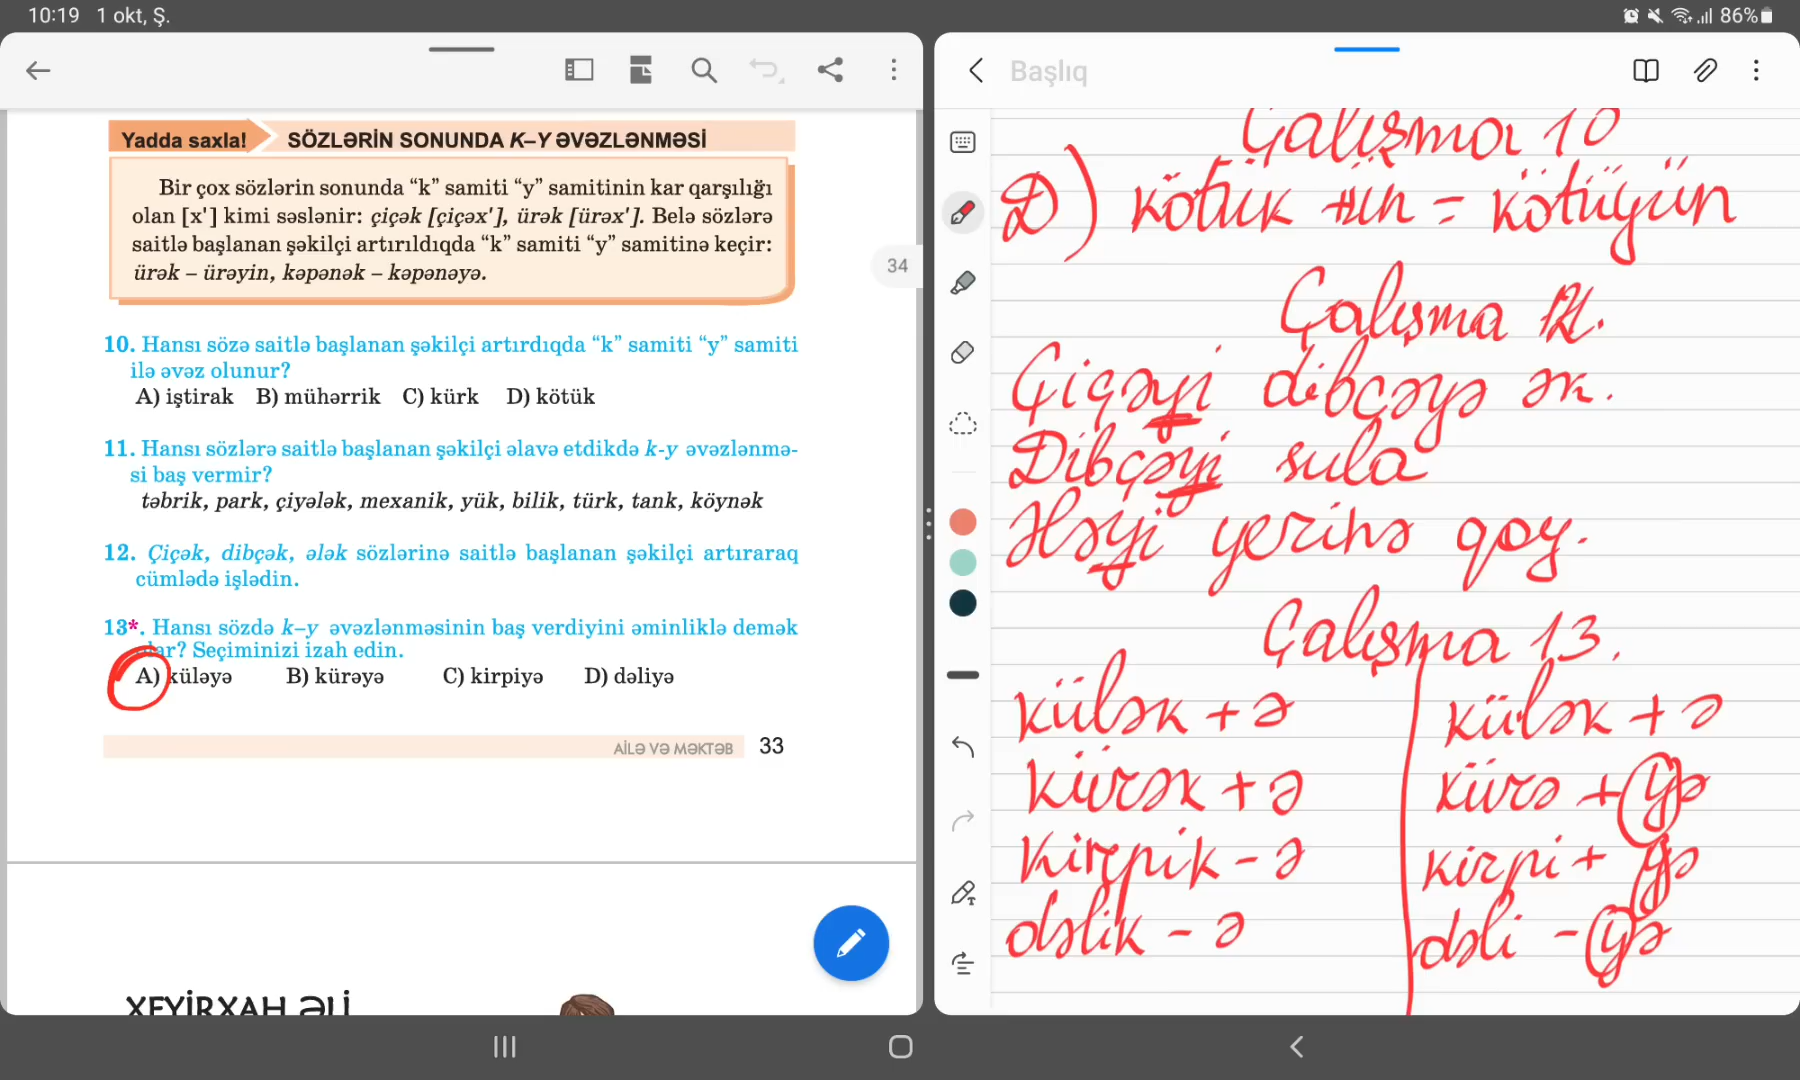 10:19 1 okt, Ş.
86%
Yadda saxla! SÖZLƏRİN SONUNDA K–Y ƏVƏZLƏNMƏSİ
Bir çox sözlərin sonunda “k” samiti “y” samitinin kar qarşılığı
olan [x'] kimi səslənir: çiçək [çiçəx'], ürək [ürəx']. Belə sözlərə
saitlə başlanan şəkilçi artırıldıqda “k” samiti “y” samitinə keçir:
ürək – ürəyin, kəpənək – kəpənəyə.
34
10. Hansı sözə saitlə başlanan şəkilçi artırdıqda “k” samiti “y” samiti
ilə əvəz olunur?
A) iştirak B) mühərrik C) kürk D) kötük
11. Hansı sözlərə saitlə başlanan şəkilçi əlavə etdikdə k-y əvəzlənmə-
si baş vermir?
təbrik, park, çiyələk, mexanik, yük, bilik, türk, tank, köynək
12. Çiçək, dibçək, ələk sözlərinə saitlə başlanan şəkilçi artıraraq
cümlədə işlədin.
13*. Hansı sözdə k–y əvəzlənməsinin baş verdiyini əminliklə demək
Seçiminizi izah edin.
A) küləyə B) kürəyə C) kirpiyə D) dəliyə
AİLƏ VƏ MƏKTƏB 33
XEYİRXAH ƏLİ
Başlıq
Çalışma 10
D) kötük +ün = kötüyün
Çalışma 12.
Çiçəyi dibçəyə ək.
Dibçəyi sula
Ələyi yerinə qoy.
Çalışma 13.
külək + ə külək + ə
kürək + ə kürə + yə
kirpik - ə kirpi + yə
dəlik - ə dəli - yə